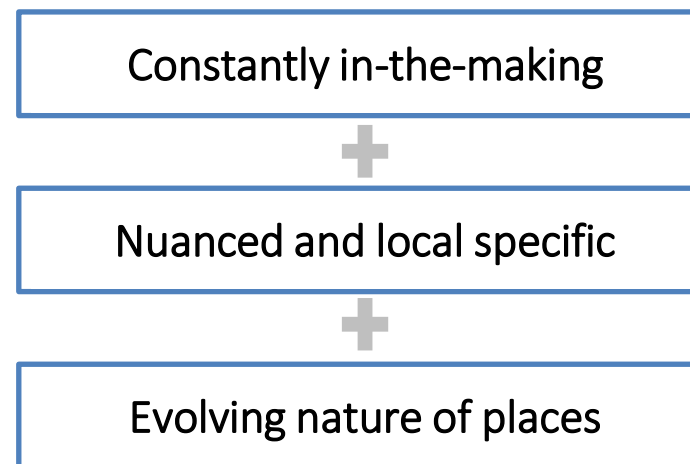 Constantly in-the-making
Nuanced and local specific
Evolving nature of places